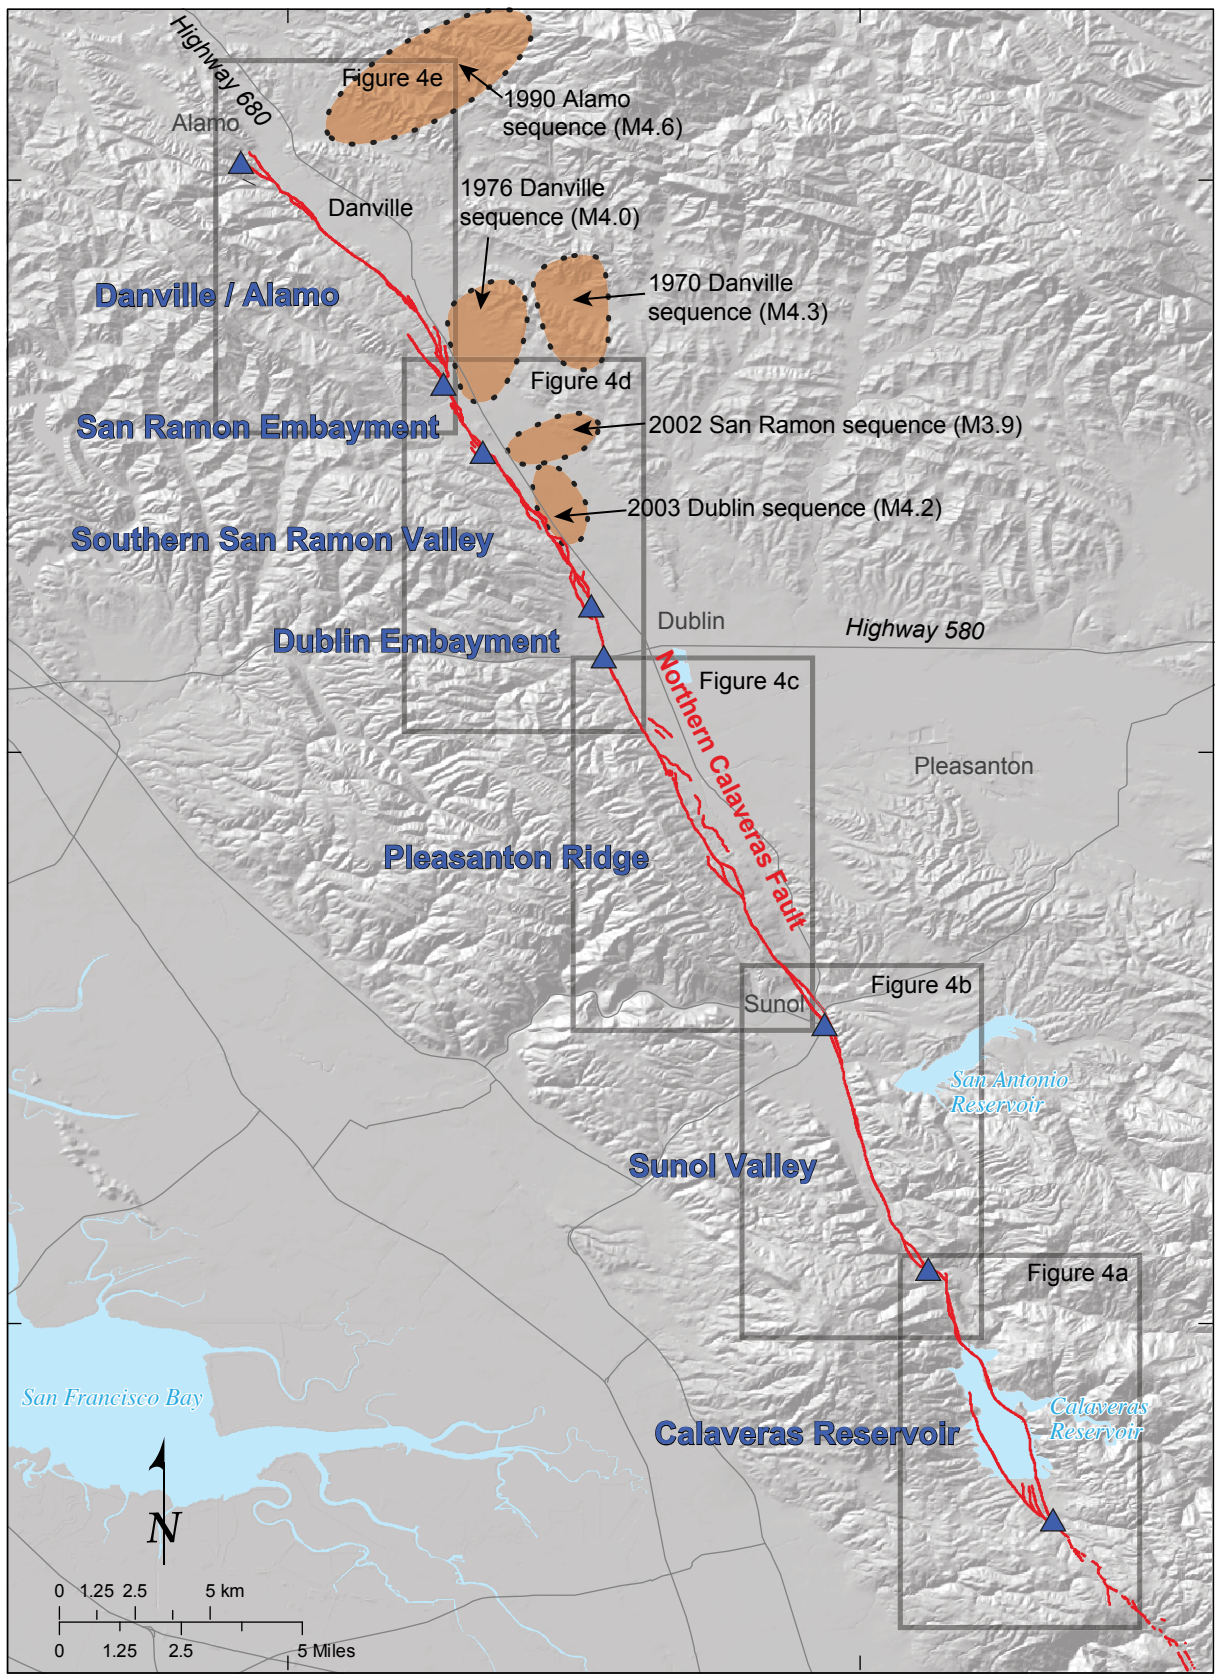 Highway 680
Figure 4e
1990 Alamo
sequence (M4.6)
Alamo
1976 Danville
sequence (M4.0)
Danville
1970 Danville
sequence (M4.3)
Danville / Alamo
Figure 4d
San Ramon Embayment
2002 San Ramon sequence (M3.9)
2003 Dublin sequence (M4.2)
Southern San Ramon Valley
Dublin
Highway 580
Dublin Embayment
Northern Calaveras Fault
Figure 4c
Pleasanton
Pleasanton Ridge
Figure 4b
Sunol
San Antonio
Reservoir
Sunol Valley
Figure 4a
San Francisco Bay
Calaveras
Reservoir
Calaveras Reservoir
N
0 1.25 2.5 5 km
0 1.25 2.5 5 Miles